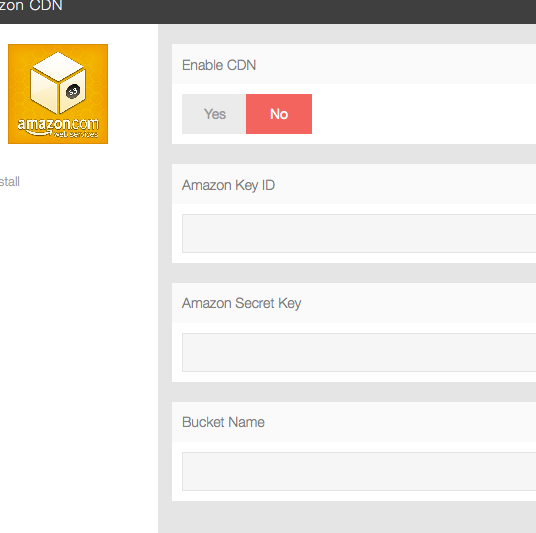 zon CDN
S3
amazon.com
web services
stall
Enable CDN
Yes No
Amazon Key ID
Amazon Secret Key
Bucket Name